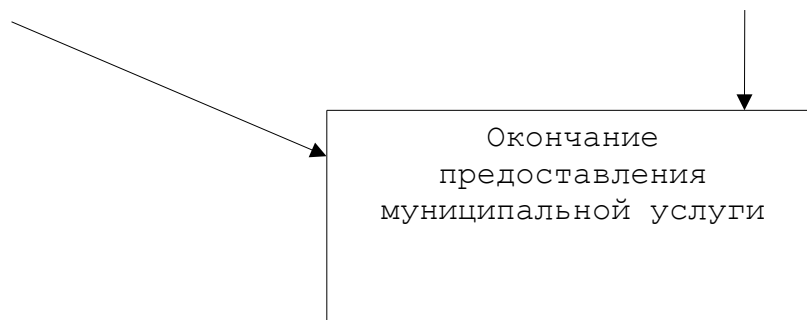 Окончание
предоставления
муниципальной услуги